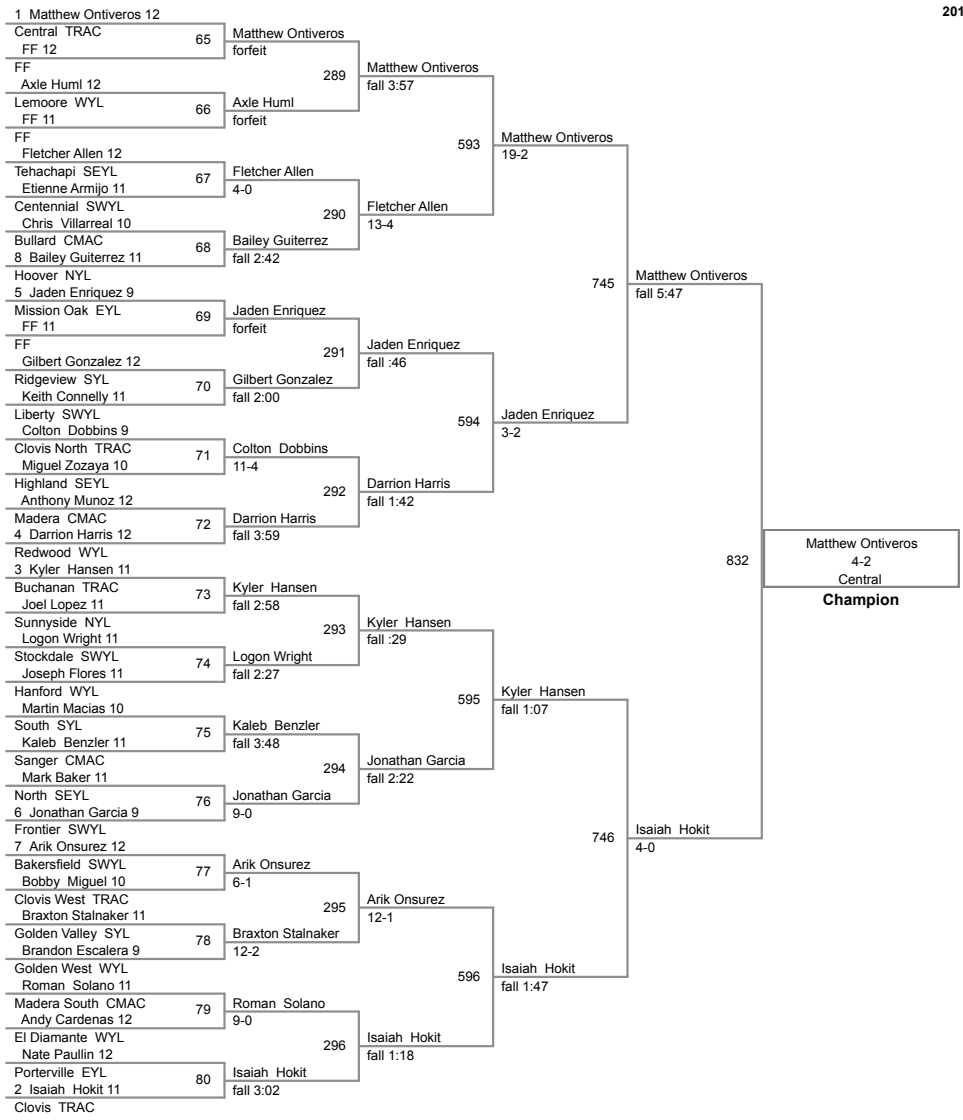 201
1 Matthew Ontiveros 12
Central TRAC
FF 12
FF
Axle Huml 12
Lemoore WYL
FF 11
FF
Fletcher Allen 12
Tehachapi SEYL
Etienne Armijo 11
Centennial SWYL
Chris Villarreal 10
Bullard CMAC
8 Bailey Guiterrez 11
Hoover NYL
5 Jaden Enriquez 9
Mission Oak EYL
FF 11
FF
Gilbert Gonzalez 12
Ridgeview SYL
Keith Connelly 11
Liberty SWYL
Colton Dobbins 9
Clovis North TRAC
Miguel Zozaya 10
Highland SEYL
Anthony Munoz 12
Madera CMAC
4 Darrion Harris 12
Redwood WYL
3 Kyler Hansen 11
Buchanan TRAC
Joel Lopez 11
Sunnyside NYL
Logon Wright 11
Stockdale SWYL
Joseph Flores 11
Hanford WYL
Martin Macias 10
South SYL
Kaleb Benzler 11
Sanger CMAC
Mark Baker 11
North SEYL
6 Jonathan Garcia 9
Frontier SWYL
7 Arik Onsurez 12
Bakersfield SWYL
Bobby Miguel 10
Clovis West TRAC
Braxton Stalnaker 11
Golden Valley SYL
Brandon Escalera 9
Golden West WYL
Roman Solano 11
Madera South CMAC
Andy Cardenas 12
El Diamante WYL
Nate Paullin 12
Porterville EYL
2 Isaiah Hokit 11
Clovis TRAC
65
66
67
68
69
70
71
72
73
74
75
76
77
78
79
80
Matthew Ontiveros
forfeit
Axle Huml
forfeit
Fletcher Allen
4-0
Bailey Guiterrez
fall 2:42
Jaden Enriquez
forfeit
Gilbert Gonzalez
fall 2:00
Colton Dobbins
11-4
Darrion Harris
fall 3:59
Kyler Hansen
fall 2:58
Logon Wright
fall 2:27
Kaleb Benzler
fall 3:48
Jonathan Garcia
9-0
Arik Onsurez
6-1
Braxton Stalnaker
12-2
Roman Solano
9-0
Isaiah Hokit
fall 3:02
289
290
291
292
293
294
295
296
Matthew Ontiveros
fall 3:57
Fletcher Allen
13-4
Jaden Enriquez
fall :46
Darrion Harris
fall 1:42
Kyler Hansen
fall :29
Jonathan Garcia
fall 2:22
Arik Onsurez
12-1
Isaiah Hokit
fall 1:18
593
594
595
596
Matthew Ontiveros
19-2
Jaden Enriquez
3-2
Kyler Hansen
fall 1:07
Isaiah Hokit
fall 1:47
745
746
Matthew Ontiveros
fall 5:47
Isaiah Hokit
4-0
832
Matthew Ontiveros
4-2
Central
Champion